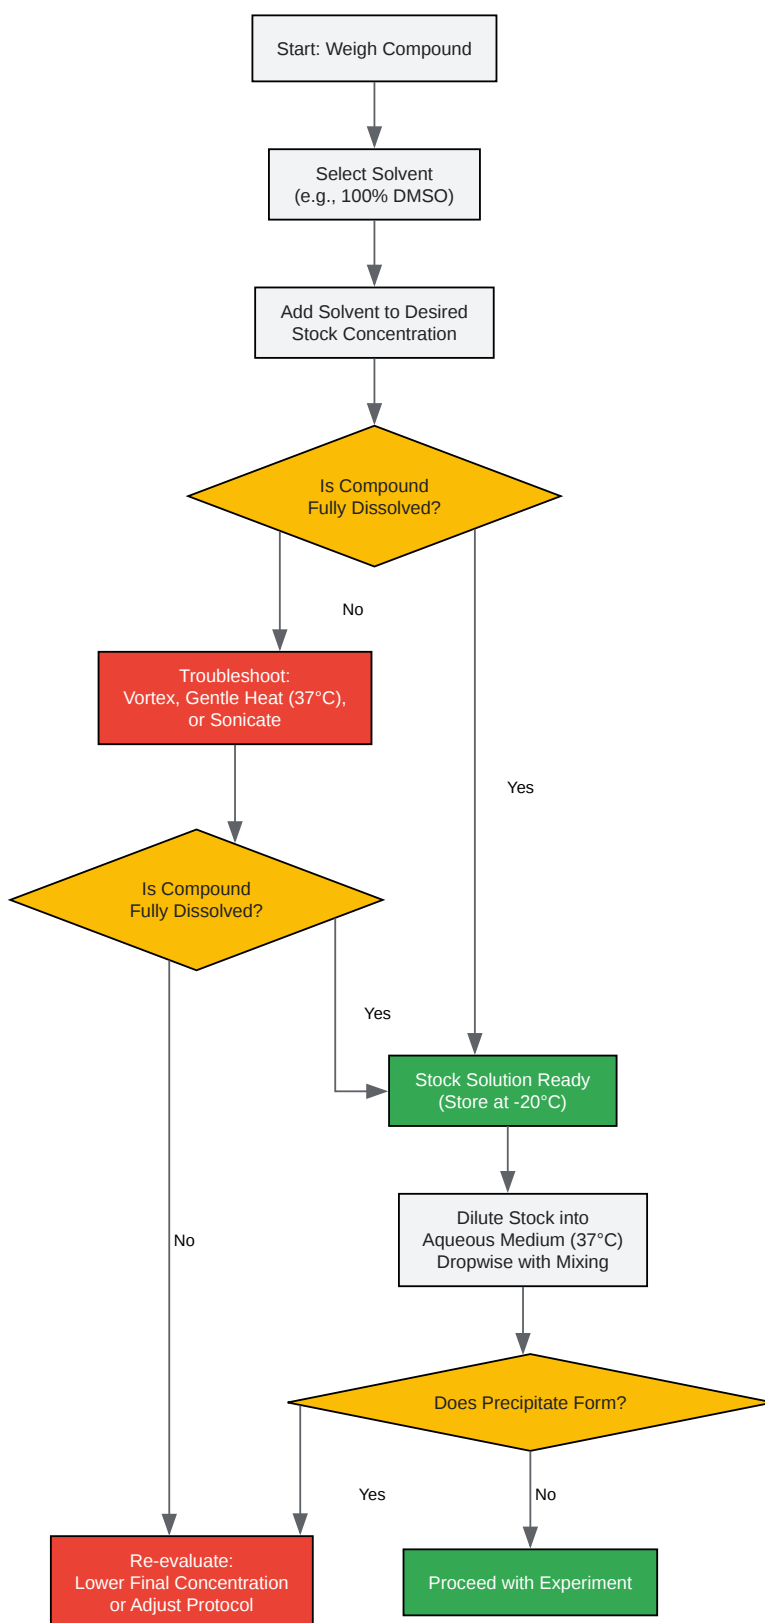 Start: Weigh Compound
Select Solvent
(e.g., 100% DMSO)
Add Solvent to Desired
Stock Concentration
Is Compound
Fully Dissolved?
No
Troubleshoot:
Vortex, Gentle Heat (37°C),
or Sonicate
Yes
Is Compound
Fully Dissolved?
Yes
Stock Solution Ready
(Store at -20°C)
No
Dilute Stock into
Aqueous Medium (37°C)
Dropwise with Mixing
Does Precipitate Form?
Yes
No
Re-evaluate:
Lower Final Concentration
or Adjust Protocol
Proceed with Experiment